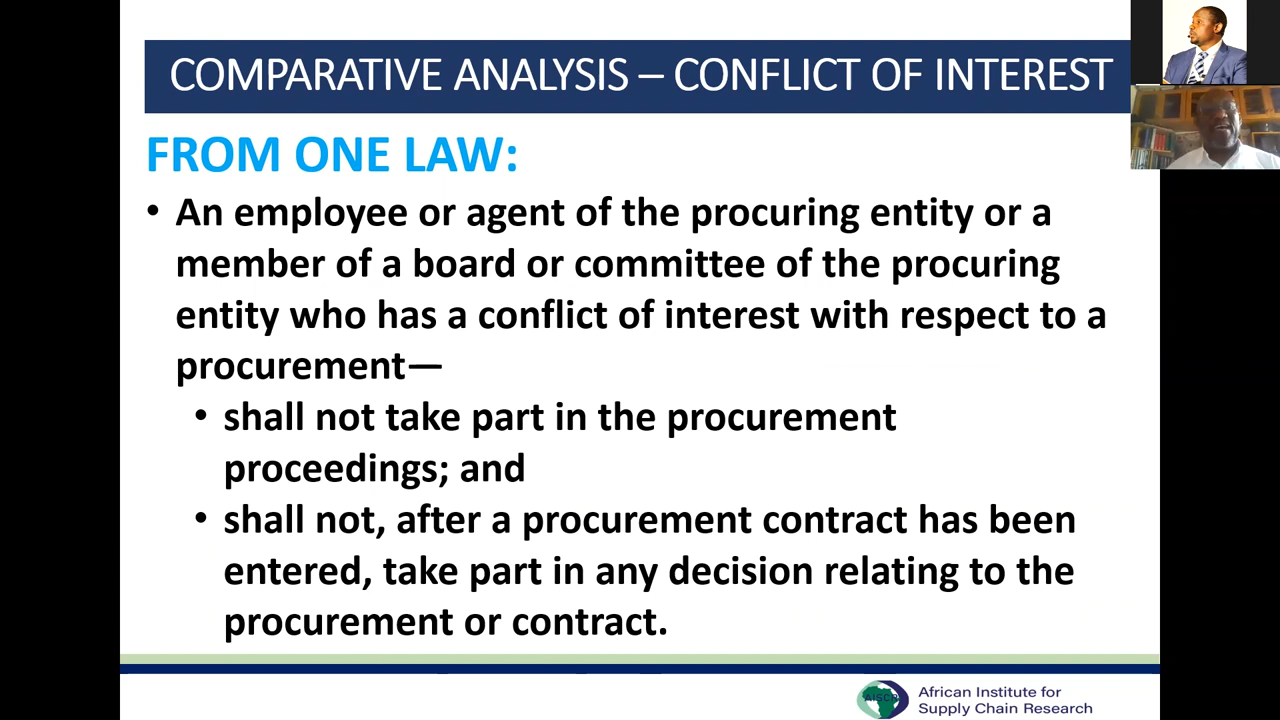 COMPARATIVE ANALYSIS – CONFLICT OF INTEREST
FROM ONE LAW:
• An employee or agent of the procuring entity or a
member of a board or committee of the procuring
entity who has a conflict of interest with respect to a
procurement—
• shall not take part in the procurement
proceedings; and
• shall not, after a procurement contract has been
entered, take part in any decision relating to the
procurement or contract.
AISCR
African Institute for
Supply Chain Research